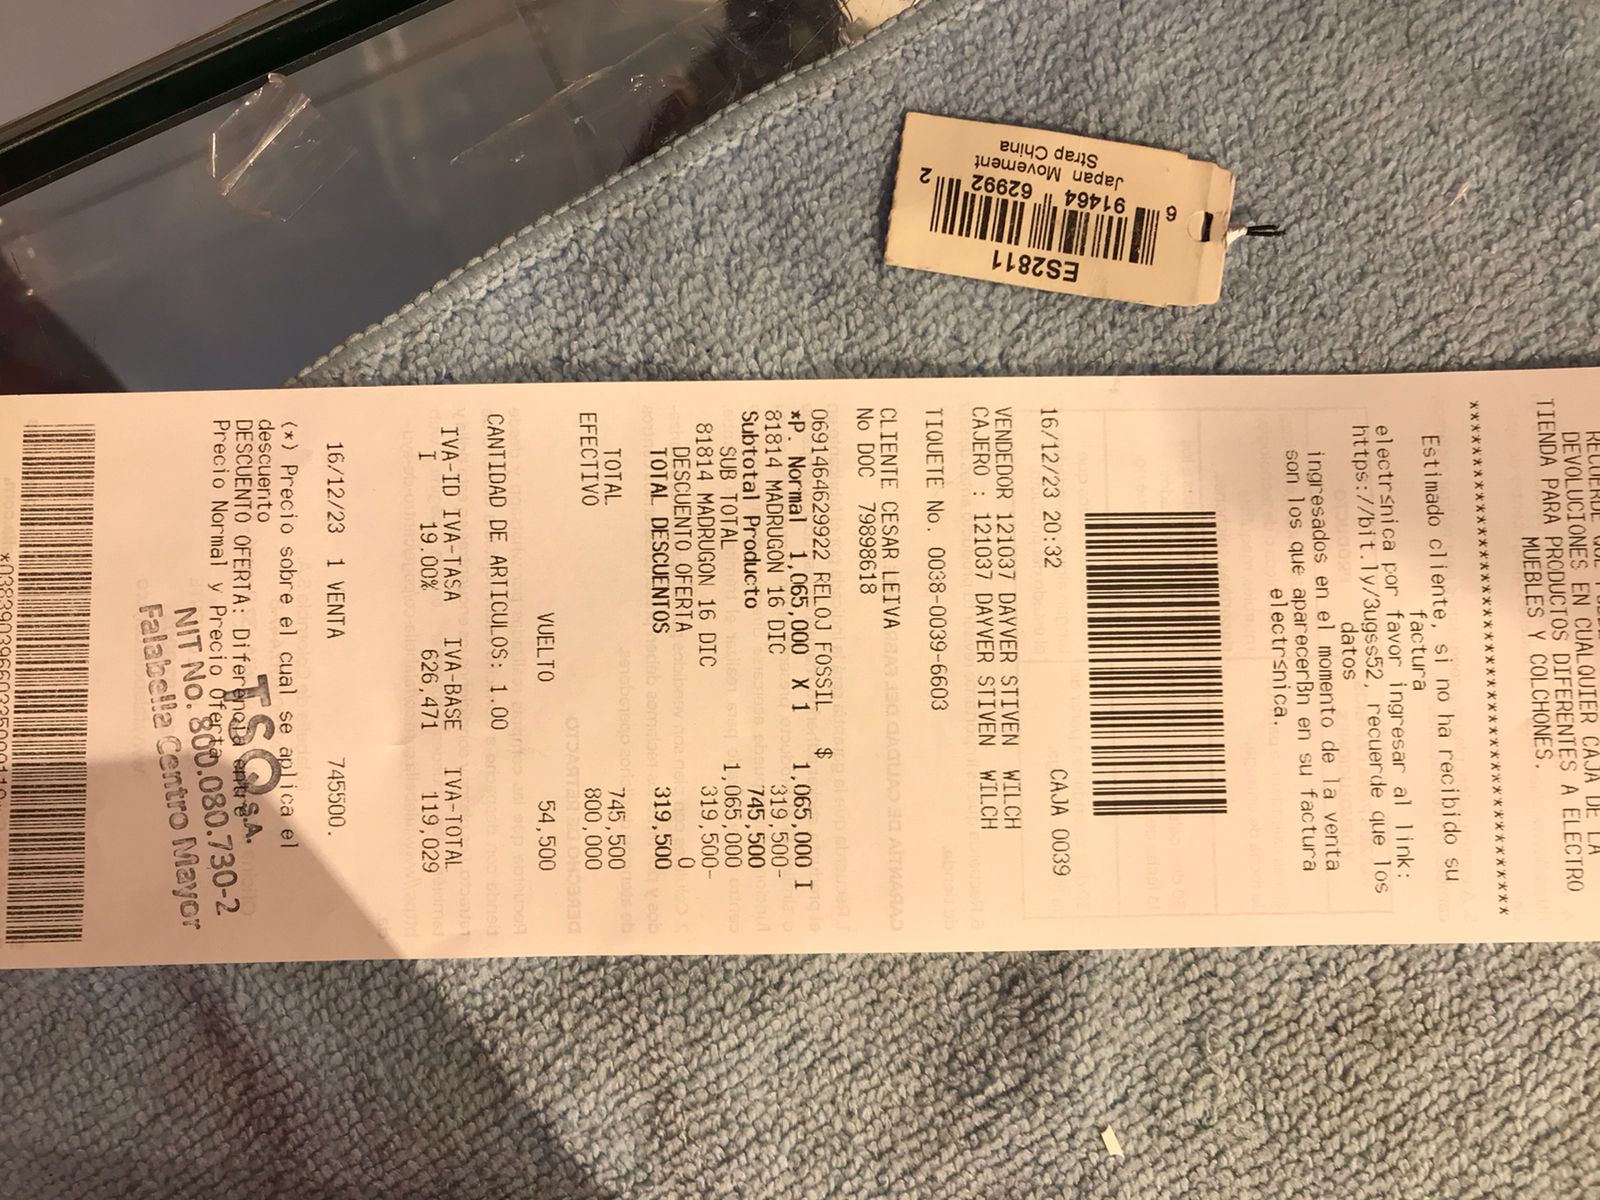 DEVOLUCIONES EN CUALQUIER CAJA DE LA
TIENDA PARA PRODUCTOS DIFERENTES A ELECTRO
MUEBLES Y COLCHONES.
******************************************
Estimado cliente, si no ha recibido su
factura
electr≤nica por favor ingresar al link:
https://bit.ly/3ugss52, recuerde que los
datos
ingresados en el momento de la venta
son los que aparecerBn en su factura
electr≤nica.
16/12/23 20:32 CAJA 0039
VENDEDOR 121037 DAYVER STIVEN WILCH
CAJERO : 121037 DAYVER STIVEN WILCH
TIQUETE No. 0038-0039-6603
CLIENTE CESAR LEIVA
No DOC 79898618
0691464629922 RELOJ FOSSIL $
*P. Normal 1,065,000 X 1 1,065,000 I
81814 MADRUGON 16 DIC 319,500-
Subtotal Producto 745,500
SUB TOTAL 1,065,000
81814 MADRUGON 16 DIC 319,500-
DESCUENTO OFERTA 0
TOTAL DESCUENTOS 319,500
TOTAL 745,500
EFECTIVO 800,000
VUELTO 54,500
CANTIDAD DE ARTICULOS: 1.00
IVA-ID IVA-TASA IVA-BASE IVA-TOTAL
I 19.00% 626,471 119,029
16/12/23 1 VENTA 745500.
(*) Precio sobre el cual se aplica el
descuento
DESCUENTO OFERTA: Diferencia entre
Precio Normal y Precio Oferta.
TSO S.A.
NIT No. 800.080.730-2
Falabella Centro Mayor
ES2811
6 91464 62992 2
Japan Movement
Strap China